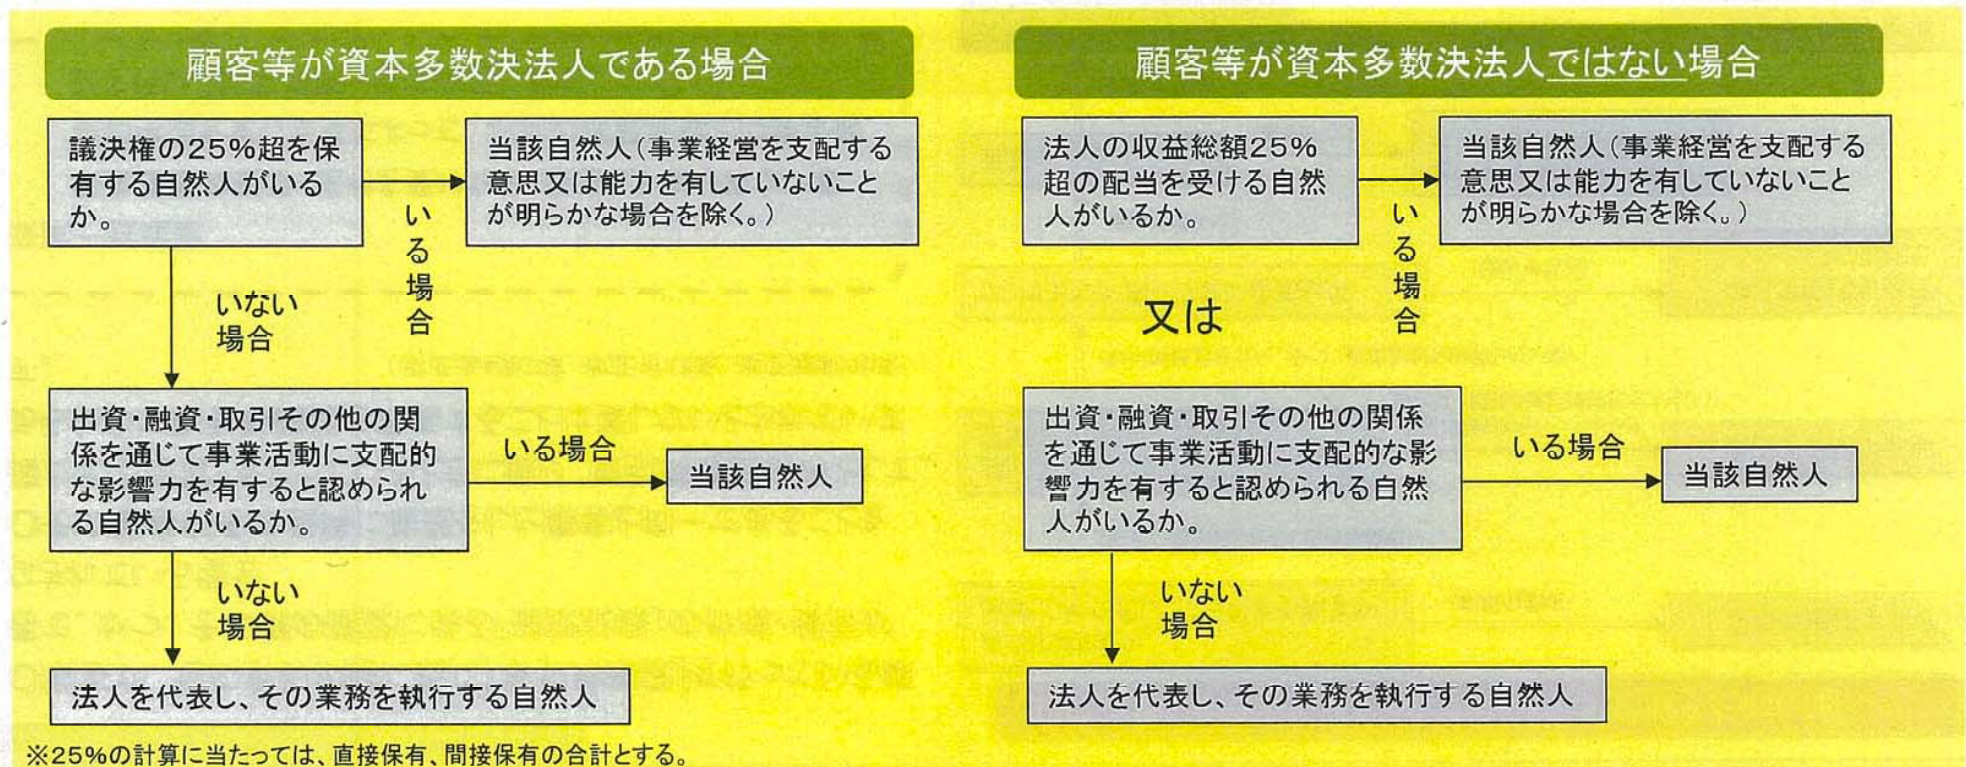 顧客等が資本多数決法人である場合
議決権の25%超を保
有する自然人がいる
か。
いる場合
当該自然人(事業経営を支配する
意思又は能力を有していないこと
が明らかな場合を除く。)
いない
場合
出資・融資・取引その他の関
係を通じて事業活動に支配的
な影響力を有すると認められ
る自然人がいるか。
いる場合
当該自然人
いない
場合
法人を代表し、その業務を執行する自然人
※25%の計算に当たっては、直接保有、間接保有の合計とする。
顧客等が資本多数決法人ではない場合
法人の収益総額25%
超の配当を受ける自然
人がいるか。
いる場合
当該自然人(事業経営を支配する
意思又は能力を有していないこと
が明らかな場合を除く。)
又は
出資・融資・取引その他の関係
を通じて事業活動に支配的な影
響力を有すると認められる自然
人がいるか。
いる場合
当該自然人
いない
場合
法人を代表し、その業務を執行する自然人